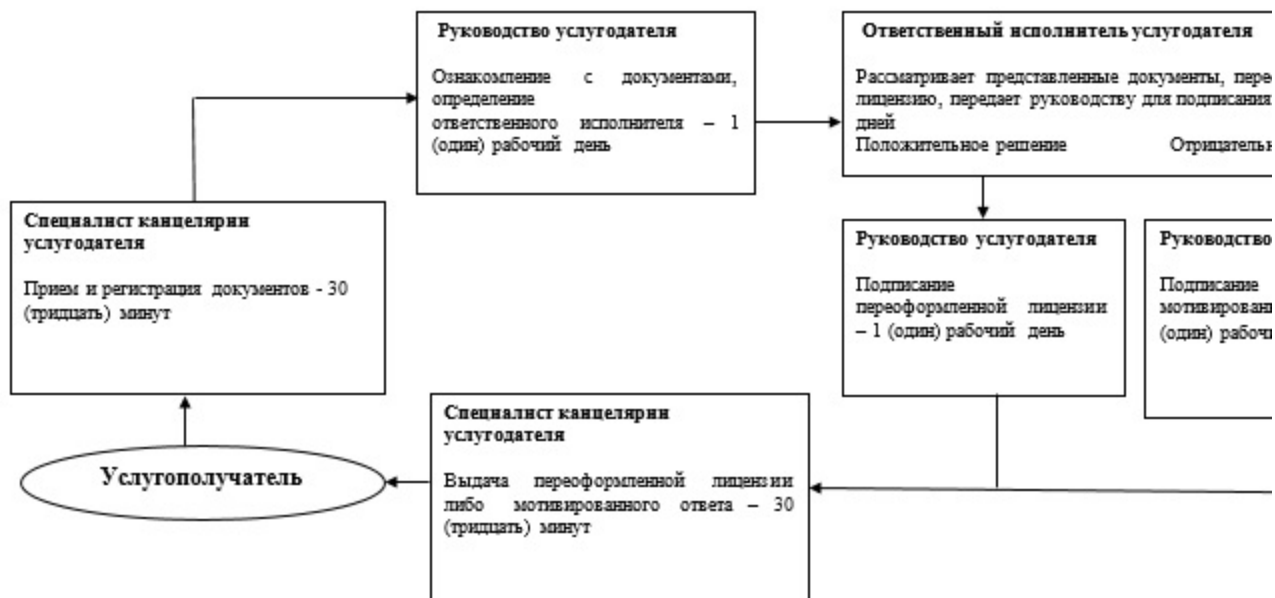 Руководство услугодателя
Ознакомление с документами,
определение
ответственного исполнителя – 1
(один) рабочий день
Ответственный исполнитель услугодателя
Рассматривает представленные документы,
лицензию, передает руководству для подписания
дней
Положительное решение
Специалист канцелярии
услугодателя
Прием и регистрация документов - 30
(тридцать) минут
Руководство услугодателя
Подписание
переоформленной лицензии
– 1 (один) рабочий день
Руководство
Подписание
(один)
Специалист канцелярии
услугодателя
Выдача переоформленной лицензии
либо мотивированного ответа – 30
(тридцать) минут
Услугополучатель